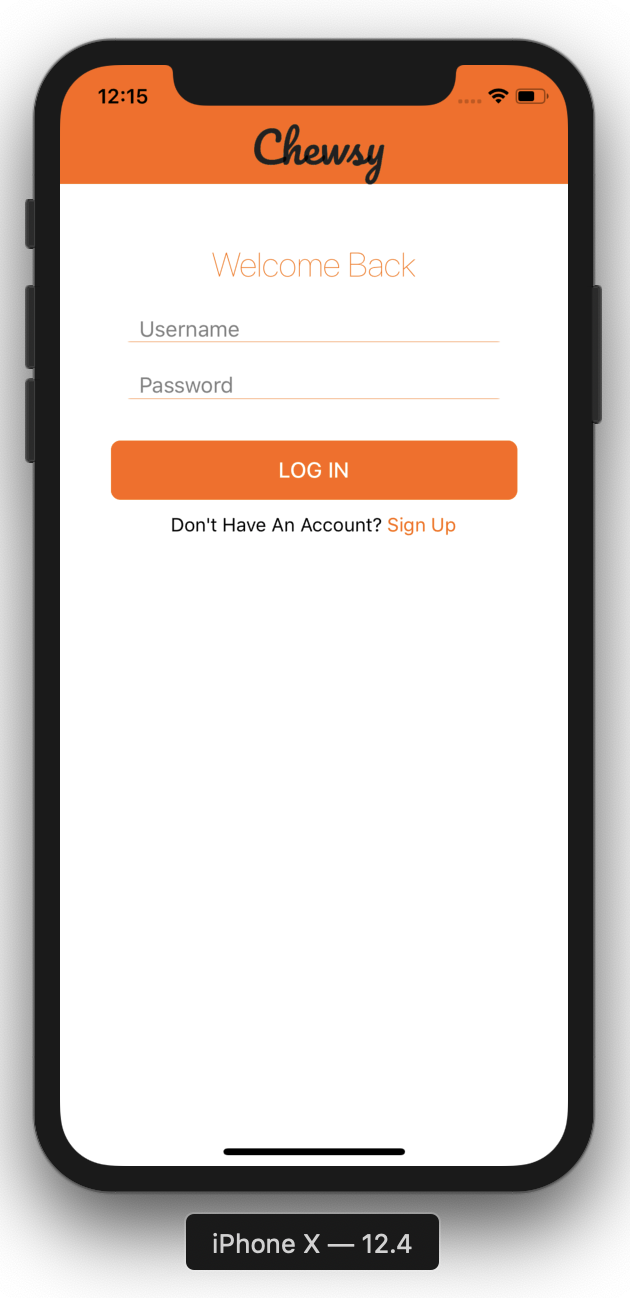 12:15
Chewsy
Welcome Back
Username
Password
LOG IN
Don't Have An Account? Sign Up
iPhone X — 12.4